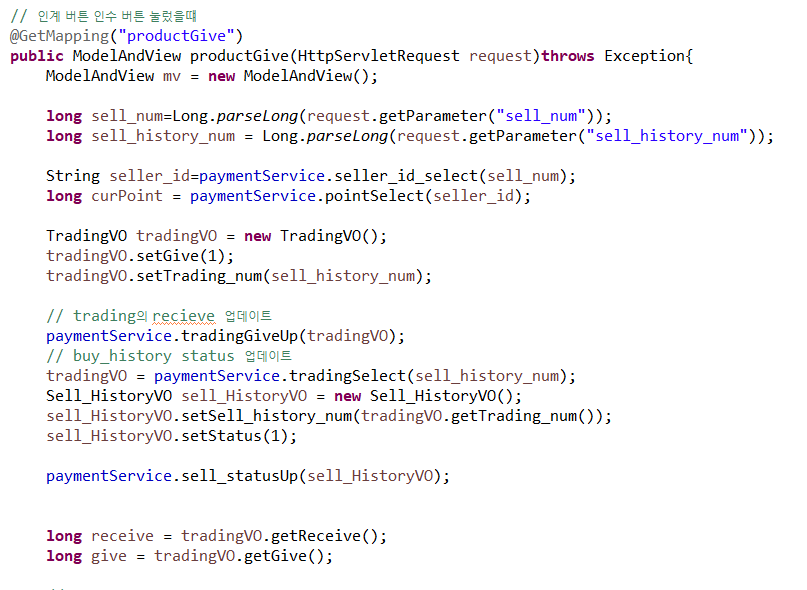 // 인계 버튼 인수 버튼 눌렀을때
@GetMapping("productGive")
public ModelAndView productGive(HttpServletRequest request)throws Exception{
ModelAndView mv = new ModelAndView();
long sell_num=Long.parseLong(request.getParameter("sell_num"));
long sell_history_num = Long.parseLong(request.getParameter("sell_history_num"));
String seller_id=paymentService.seller_id_select(sell_num);
long curPoint = paymentService.pointSelect(seller_id);
TradingVO tradingVO = new TradingVO();
tradingVO.setGive(1);
tradingVO.setTrading_num(sell_history_num);
// trading의 recieve 업데이트
paymentService.tradingGiveUp(tradingVO);
// buy_history status 업데이트
tradingVO = paymentService.tradingSelect(sell_history_num);
Sell_HistoryVO sell_HistoryVO = new Sell_HistoryVO();
sell_HistoryVO.setSell_history_num(tradingVO.getTrading_num());
sell_HistoryVO.setStatus(1);
paymentService.sell_statusUp(sell_HistoryVO);
long receive = tradingVO.getReceive();
long give = tradingVO.getGive();